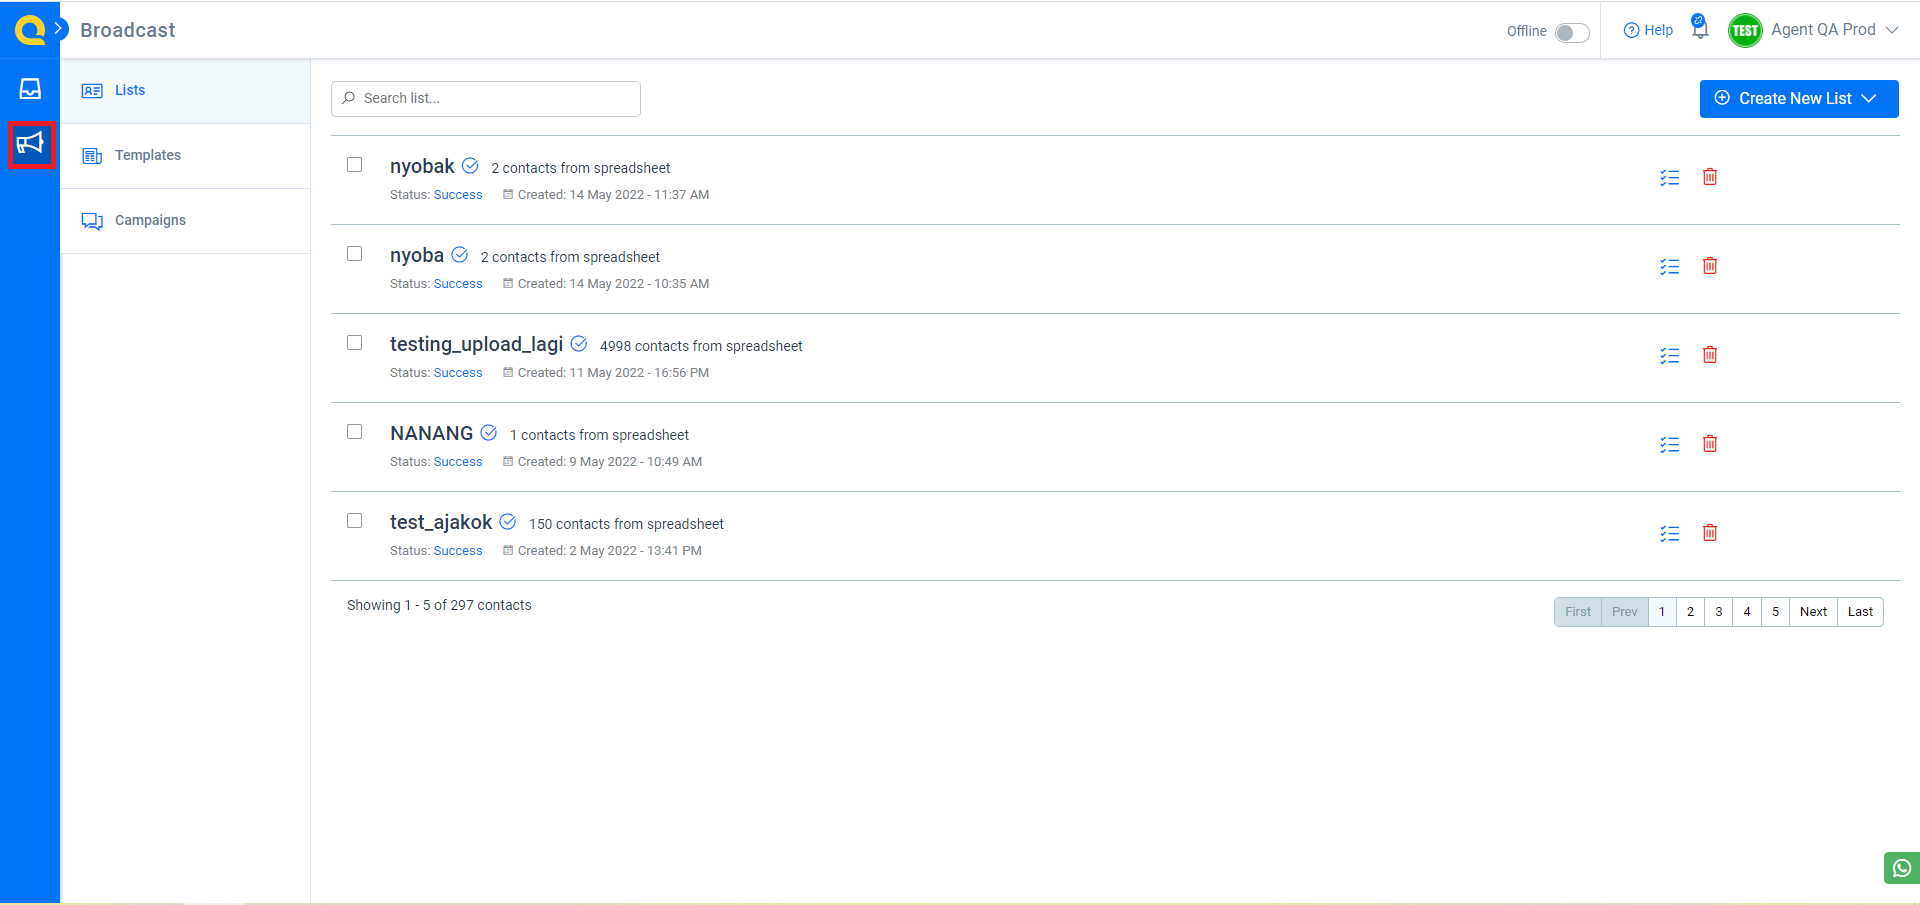 Broadcast
Offline
Help
TEST
Agent QA Prod
Lists
Templates
Campaigns
Search list...
Create New List
nyobak 2 contacts from spreadsheet
Status: Success Created: 14 May 2022 - 11:37 AM
nyoba 2 contacts from spreadsheet
Status: Success Created: 14 May 2022 - 10:35 AM
testing_upload_lagi 4998 contacts from spreadsheet
Status: Success Created: 11 May 2022 - 16:56 PM
NANANG 1 contacts from spreadsheet
Status: Success Created: 9 May 2022 - 10:49 AM
test_ajakok 150 contacts from spreadsheet
Status: Success Created: 2 May 2022 - 13:41 PM
Showing 1 - 5 of 297 contacts
First Prev 1 2 3 4 5 Next Last